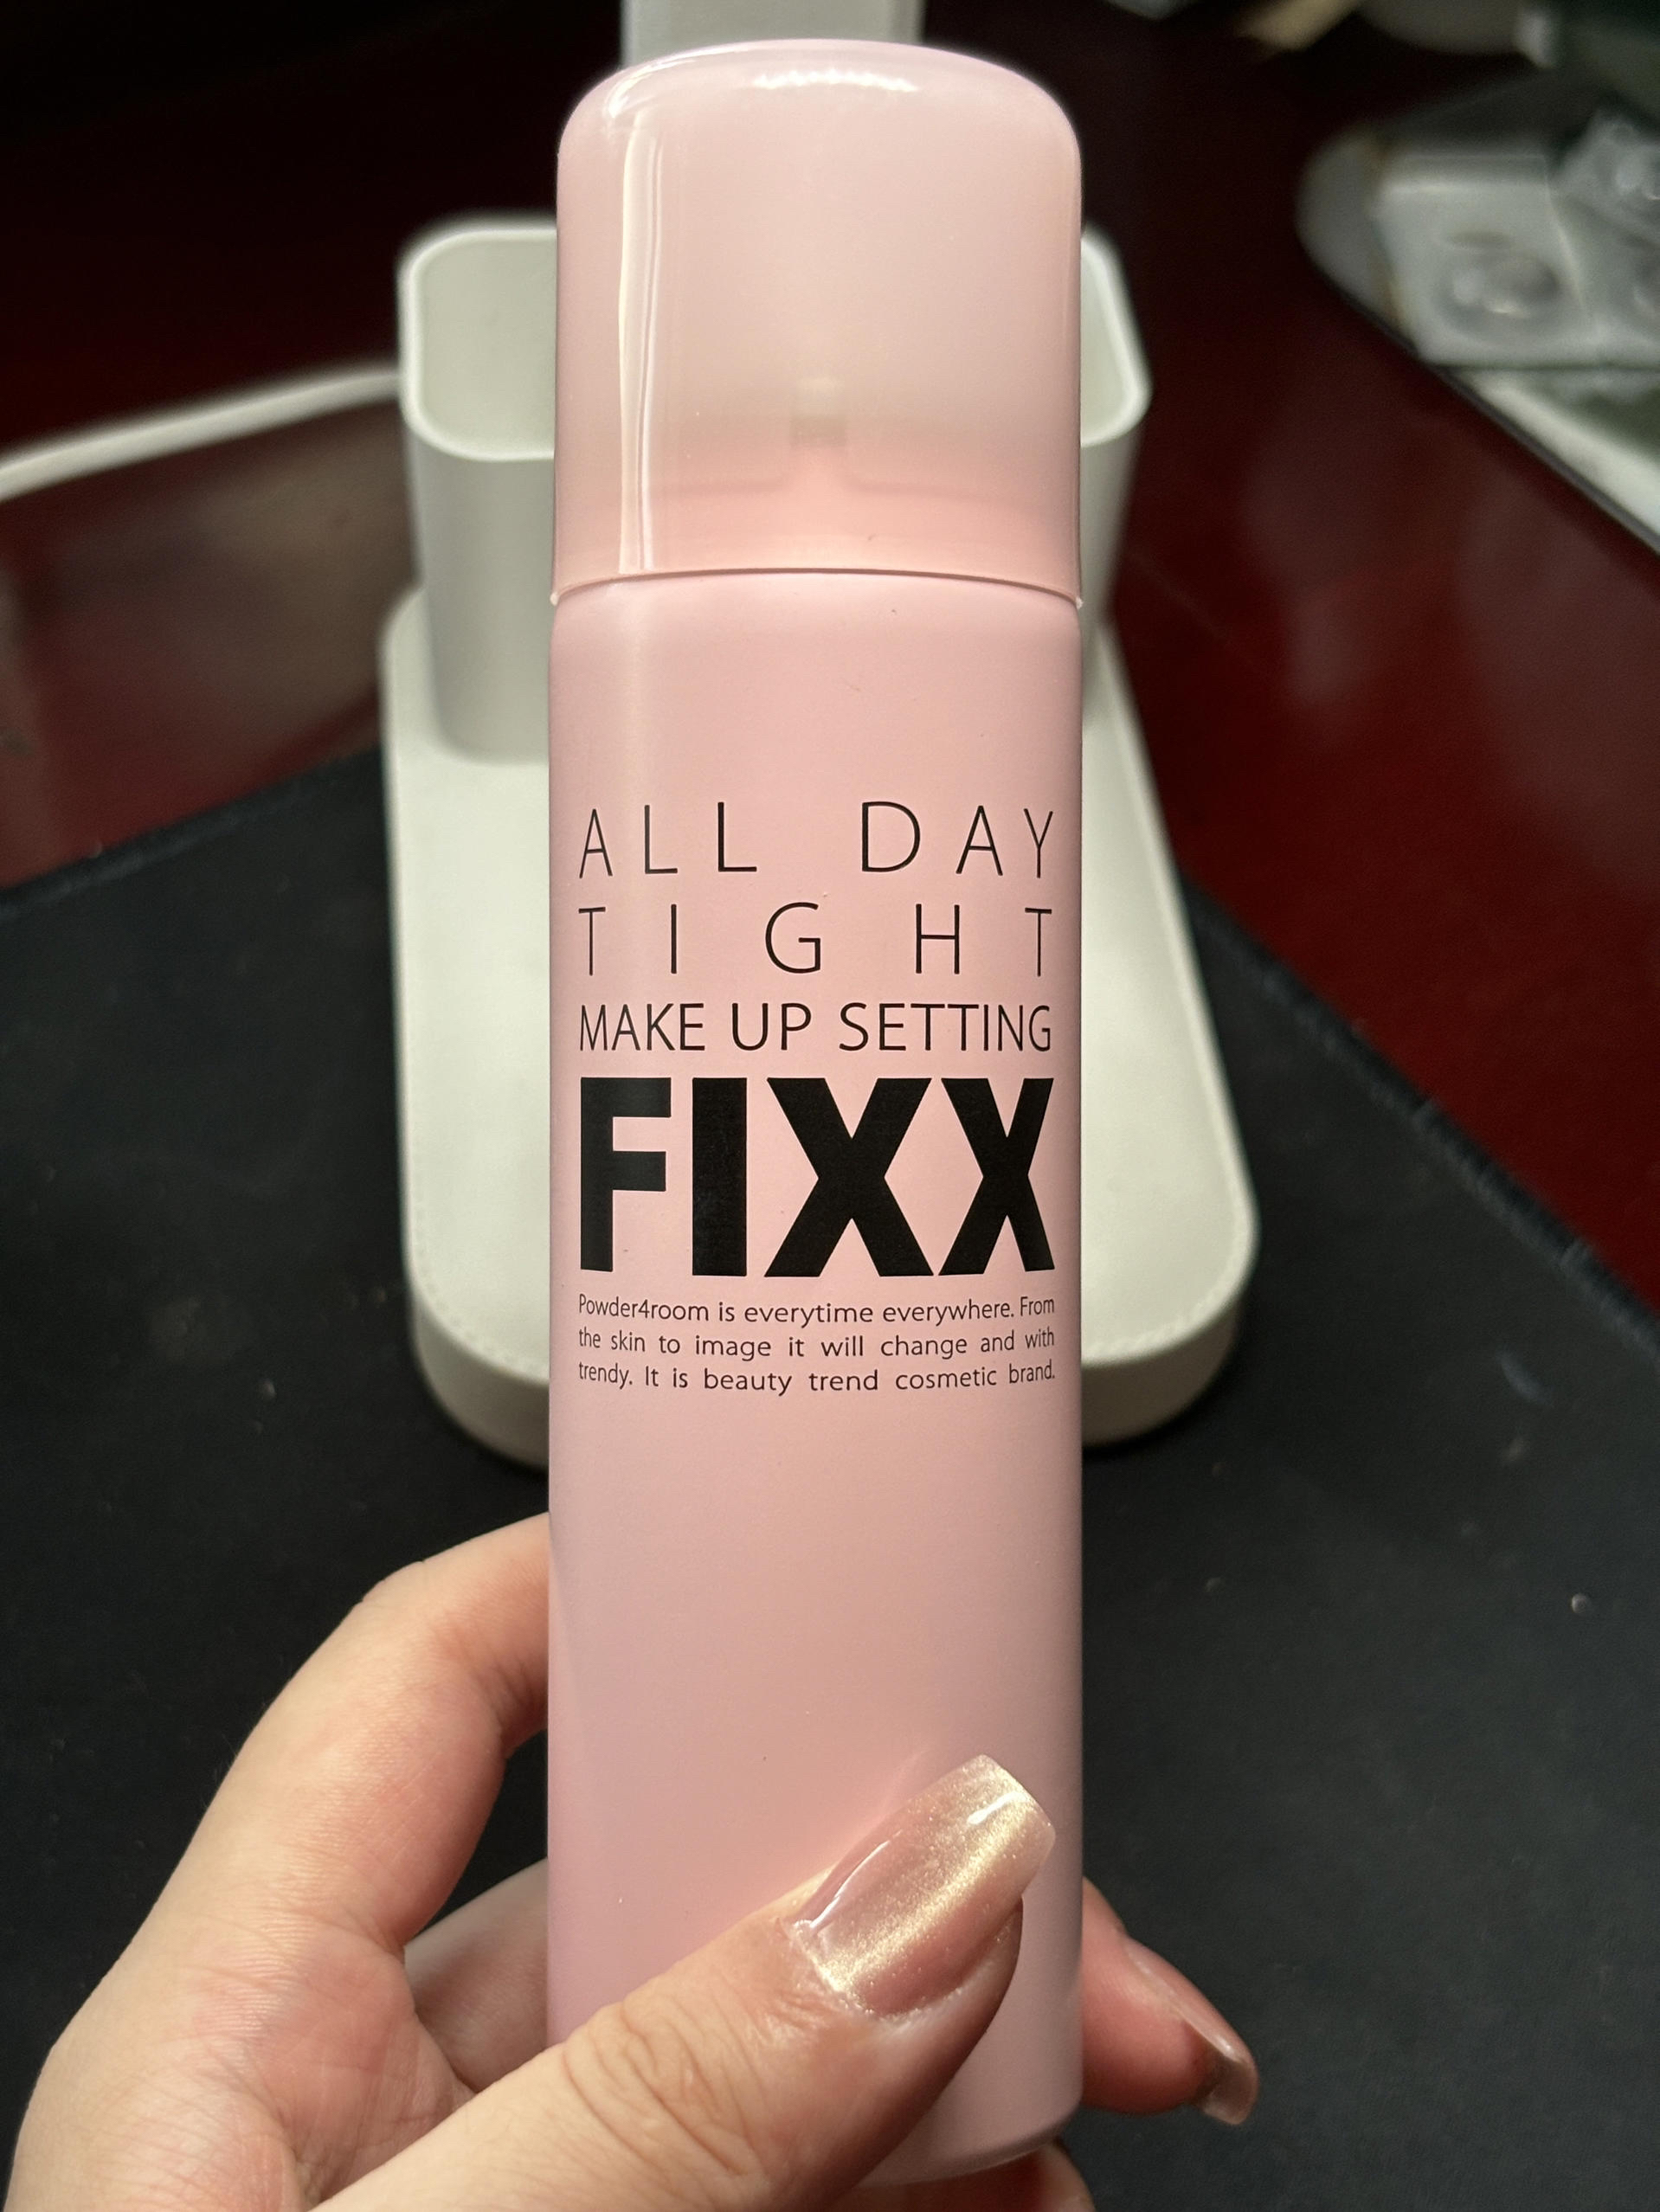 ALL DAY
TIGHT
MAKE UP SETTING
FIXX
Powder4room is everytime everywhere. From
the skin to image it will change and with
trendy. It is beauty trend cosmetic brand.